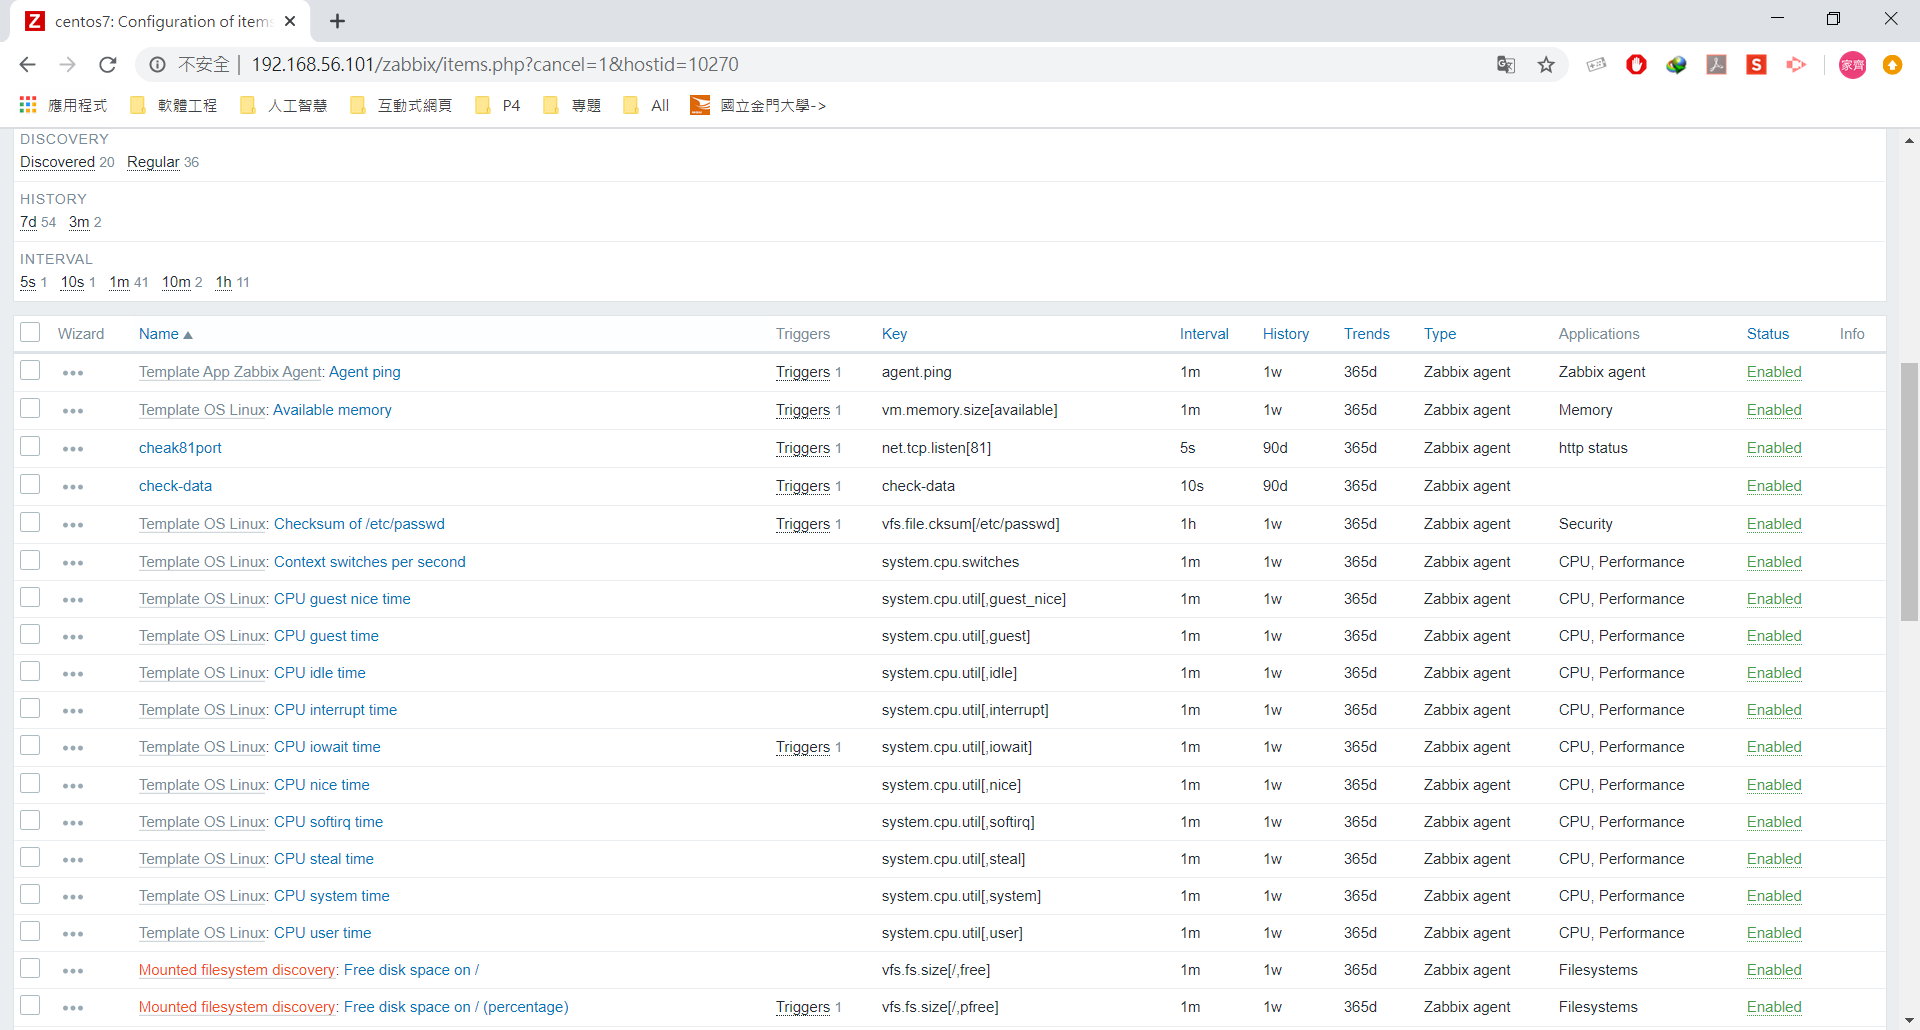 centos7: Configuration of items
不安全 | 192.168.56.101/zabbix/items.php?cancel=1&hostid=10270
家齊
應用程式 軟體工程 人工智慧 互動式網頁 P4 專題 All 國立金門大學->
DISCOVERY
Discovered 20 Regular 36
HISTORY
7d 54 3m 2
INTERVAL
5s 1 10s 1 1m 41 10m 2 1h 11
Wizard Name Triggers Key Interval History Trends Type Applications Status Info
Template App Zabbix Agent: Agent ping Triggers 1 agent.ping 1m 1w 365d Zabbix agent Zabbix agent Enabled
Template OS Linux: Available memory Triggers 1 vm.memory.size[available] 1m 1w 365d Zabbix agent Memory Enabled
cheak81port Triggers 1 net.tcp.listen[81] 5s 90d 365d Zabbix agent http status Enabled
check-data Triggers 1 check-data 10s 90d 365d Zabbix agent Enabled
Template OS Linux: Checksum of /etc/passwd Triggers 1 vfs.file.cksum[/etc/passwd] 1h 1w 365d Zabbix agent Security Enabled
Template OS Linux: Context switches per second system.cpu.switches 1m 1w 365d Zabbix agent CPU, Performance Enabled
Template OS Linux: CPU guest nice time system.cpu.util[,guest_nice] 1m 1w 365d Zabbix agent CPU, Performance Enabled
Template OS Linux: CPU guest time system.cpu.util[,guest] 1m 1w 365d Zabbix agent CPU, Performance Enabled
Template OS Linux: CPU idle time system.cpu.util[,idle] 1m 1w 365d Zabbix agent CPU, Performance Enabled
Template OS Linux: CPU interrupt time system.cpu.util[,interrupt] 1m 1w 365d Zabbix agent CPU, Performance Enabled
Template OS Linux: CPU iowait time Triggers 1 system.cpu.util[,iowait] 1m 1w 365d Zabbix agent CPU, Performance Enabled
Template OS Linux: CPU nice time system.cpu.util[,nice] 1m 1w 365d Zabbix agent CPU, Performance Enabled
Template OS Linux: CPU softirq time system.cpu.util[,softirq] 1m 1w 365d Zabbix agent CPU, Performance Enabled
Template OS Linux: CPU steal time system.cpu.util[,steal] 1m 1w 365d Zabbix agent CPU, Performance Enabled
Template OS Linux: CPU system time system.cpu.util[,system] 1m 1w 365d Zabbix agent CPU, Performance Enabled
Template OS Linux: CPU user time system.cpu.util[,user] 1m 1w 365d Zabbix agent CPU, Performance Enabled
Mounted filesystem discovery: Free disk space on / vfs.fs.size[/,free] 1m 1w 365d Zabbix agent Filesystems Enabled
Mounted filesystem discovery: Free disk space on / (percentage) Triggers 1 vfs.fs.size[/,pfree] 1m 1w 365d Zabbix agent Filesystems Enabled